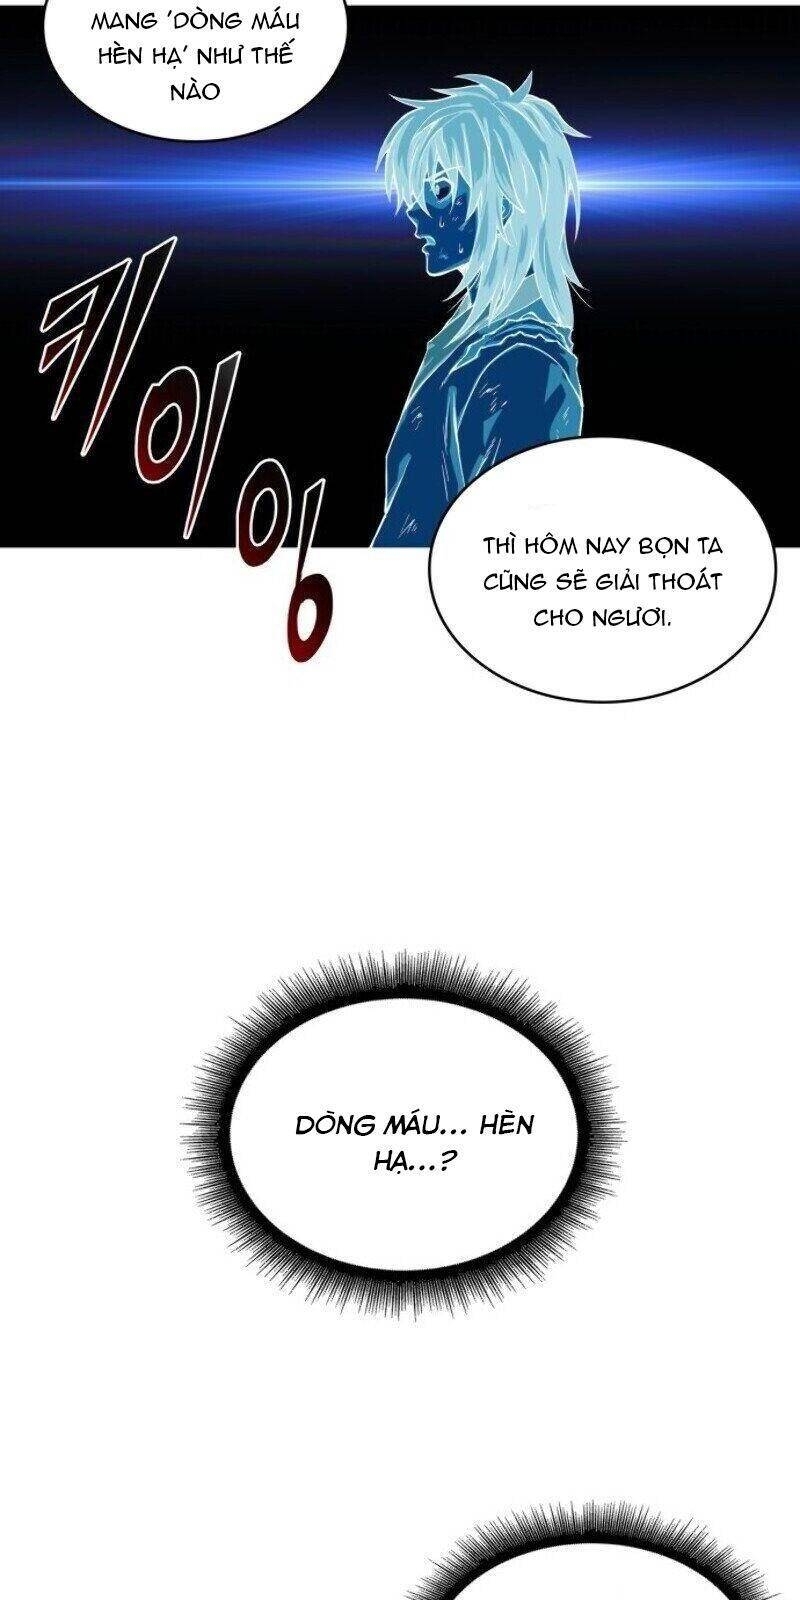 MANG 'DÒNG MÁU
HÈN HẠ' NHƯ THẾ
NÀO
키이이잉
THÌ HÔM NAY BỌN TA
CŨNG SẼ GIẢI THOÁT
CHO NGƯƠI.
DÒNG MÁU... HÈN
HẠ...?